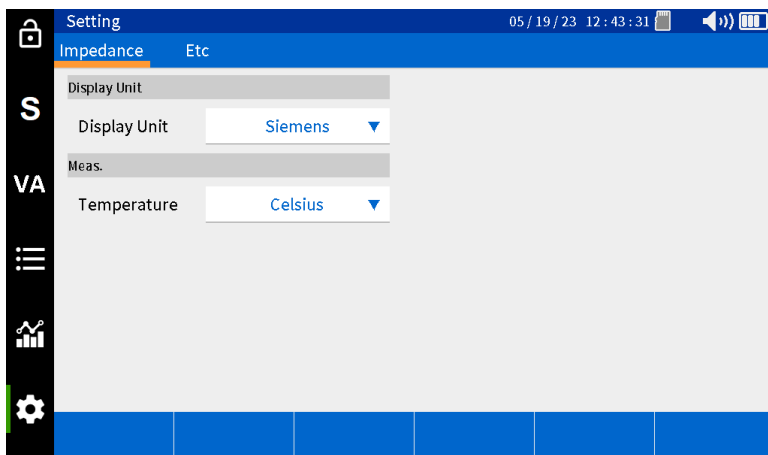 Setting 05/19/23 12:43:31
Impedance Etc
Display Unit
S
Display Unit Siemens
Meas.
VA
Temperature Celsius